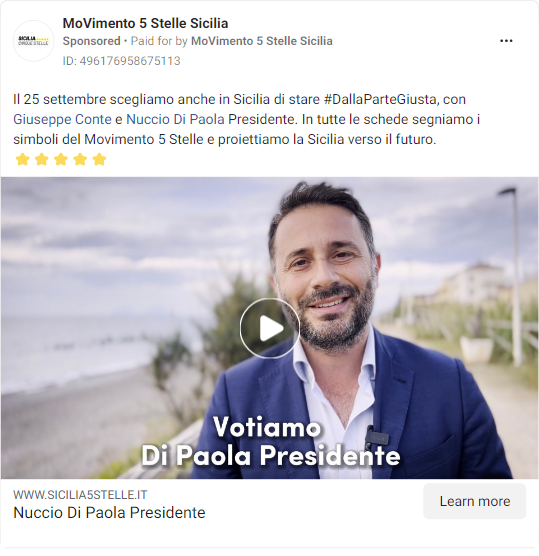 MoVimento 5 Stelle Sicilia
Sponsored • Paid for by MoVimento 5 Stelle Sicilia
ID: 496176958675113
SICILIA
Il 25 settembre scegliamo anche in Sicilia di stare #DallaParteGiusta, con
Giuseppe Conte e Nuccio Di Paola Presidente. In tutte le schede segniamo i
simboli del Movimento 5 Stelle e proiettiamo la Sicilia verso il futuro.
Votiamo
Di Paola Presidente
WWW.SICILIA5STELLE.IT
Nuccio Di Paola Presidente
Learn more